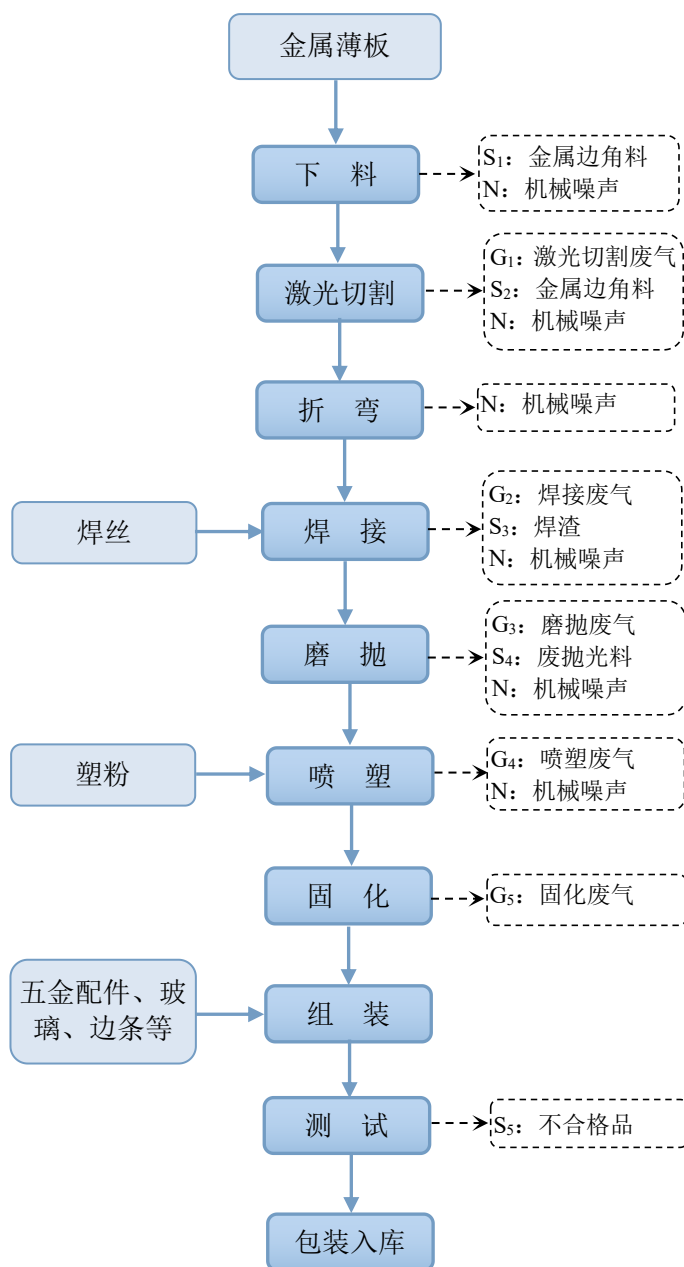 金属薄板
下 料
S₁：金属边角料
N：机械噪声
激光切割
G₁：激光切割废气
S₂：金属边角料
N：机械噪声
折 弯
N：机械噪声
焊丝
焊 接
G₂：焊接废气
S₃：焊渣
N：机械噪声
磨 抛
G₃：磨抛废气
S₄：废抛光料
N：机械噪声
塑粉
喷 塑
G₄：喷塑废气
N：机械噪声
固 化
G₅：固化废气
五金配件、玻
璃、边条等
组 装
测 试
S₅：不合格品
包装入库